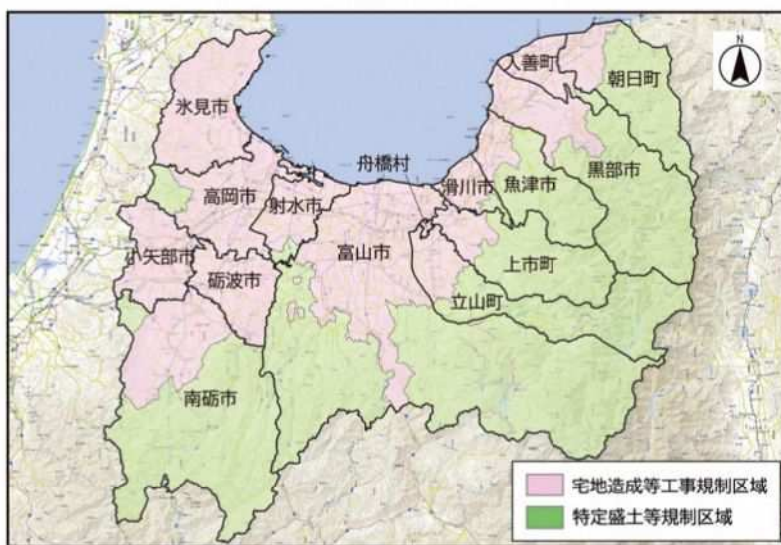 N
入善町
朝日町
氷見市
舟橋村
黒部市
高岡市
射水市
滑川市
魚津市
小矢部市
富山市
上市町
砺波市
立山町
南砺市
宅地造成等工事規制区域
特定盛土等規制区域